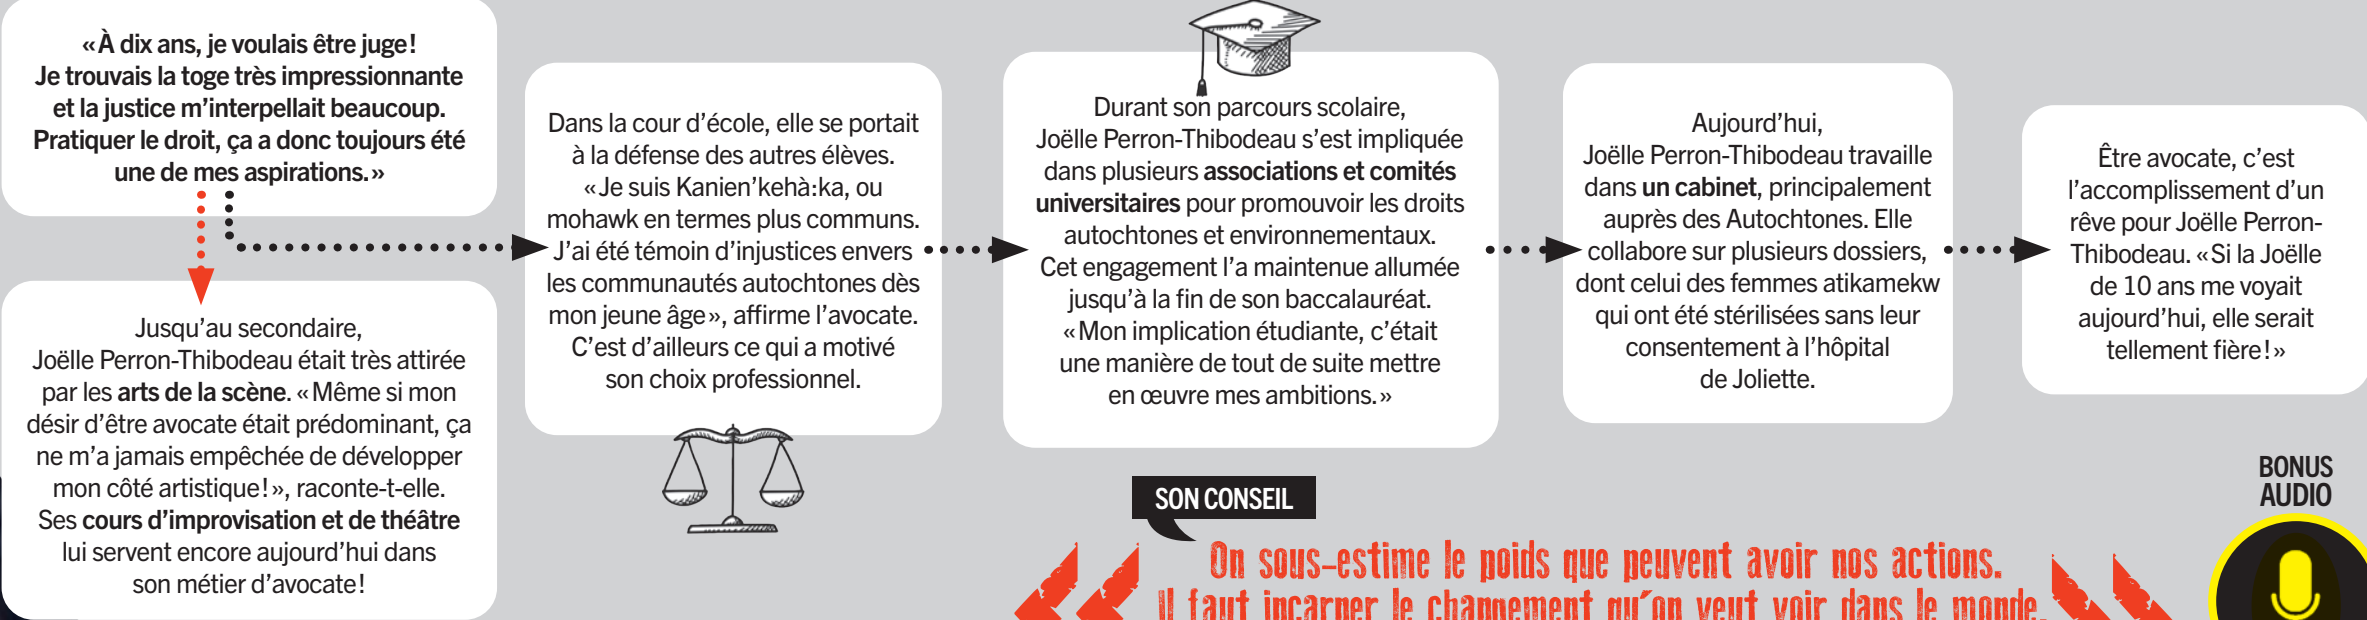 «À dix ans, je voulais être juge!
Je trouvais la toge très impressionnante
et la justice m'interpellait beaucoup.
Pratiquer le droit, ça a donc toujours été
une de mes aspirations.»
Jusqu'au secondaire,
Joëlle Perron-Thibodeau était très attirée
par les arts de la scène. «Même si mon
désir d'être avocate était prédominant, ça
ne m'a jamais empêchée de développer
mon côté artistique!», raconte-t-elle.
Ses cours d'improvisation et de théâtre
lui servent encore aujourd'hui dans
son métier d'avocate!
Dans la cour d'école, elle se portait
à la défense des autres élèves.
«Je suis Kanien'kehà:ka, ou
mohawk en termes plus communs.
J'ai été témoin d'injustices envers
les communautés autochtones dès
mon jeune âge», affirme l'avocate.
C'est d'ailleurs ce qui a motivé
son choix professionnel.
Durant son parcours scolaire,
Joëlle Perron-Thibodeau s'est impliquée
dans plusieurs associations et comités
universitaires pour promouvoir les droits
autochtones et environnementaux.
Cet engagement l'a maintenue allumée
jusqu'à la fin de son baccalauréat.
«Mon implication étudiante, c'était
une manière de tout de suite mettre
en œuvre mes ambitions.»
Aujourd'hui,
Joëlle Perron-Thibodeau travaille
dans un cabinet, principalement
auprès des Autochtones. Elle
collabore sur plusieurs dossiers,
dont celui des femmes atikamekw
qui ont été stérilisées sans leur
consentement à l'hôpital
de Joliette.
Être avocate, c'est
l'accomplissement d'un
rêve pour Joëlle Perron-
Thibodeau. «Si la Joëlle
de 10 ans me voyait
aujourd'hui, elle serait
tellement fière!»
SON CONSEIL
On sous-estime le poids que peuvent avoir nos actions.
Il faut incarner le changement qu'on veut voir dans le monde.
BONUS
AUDIO